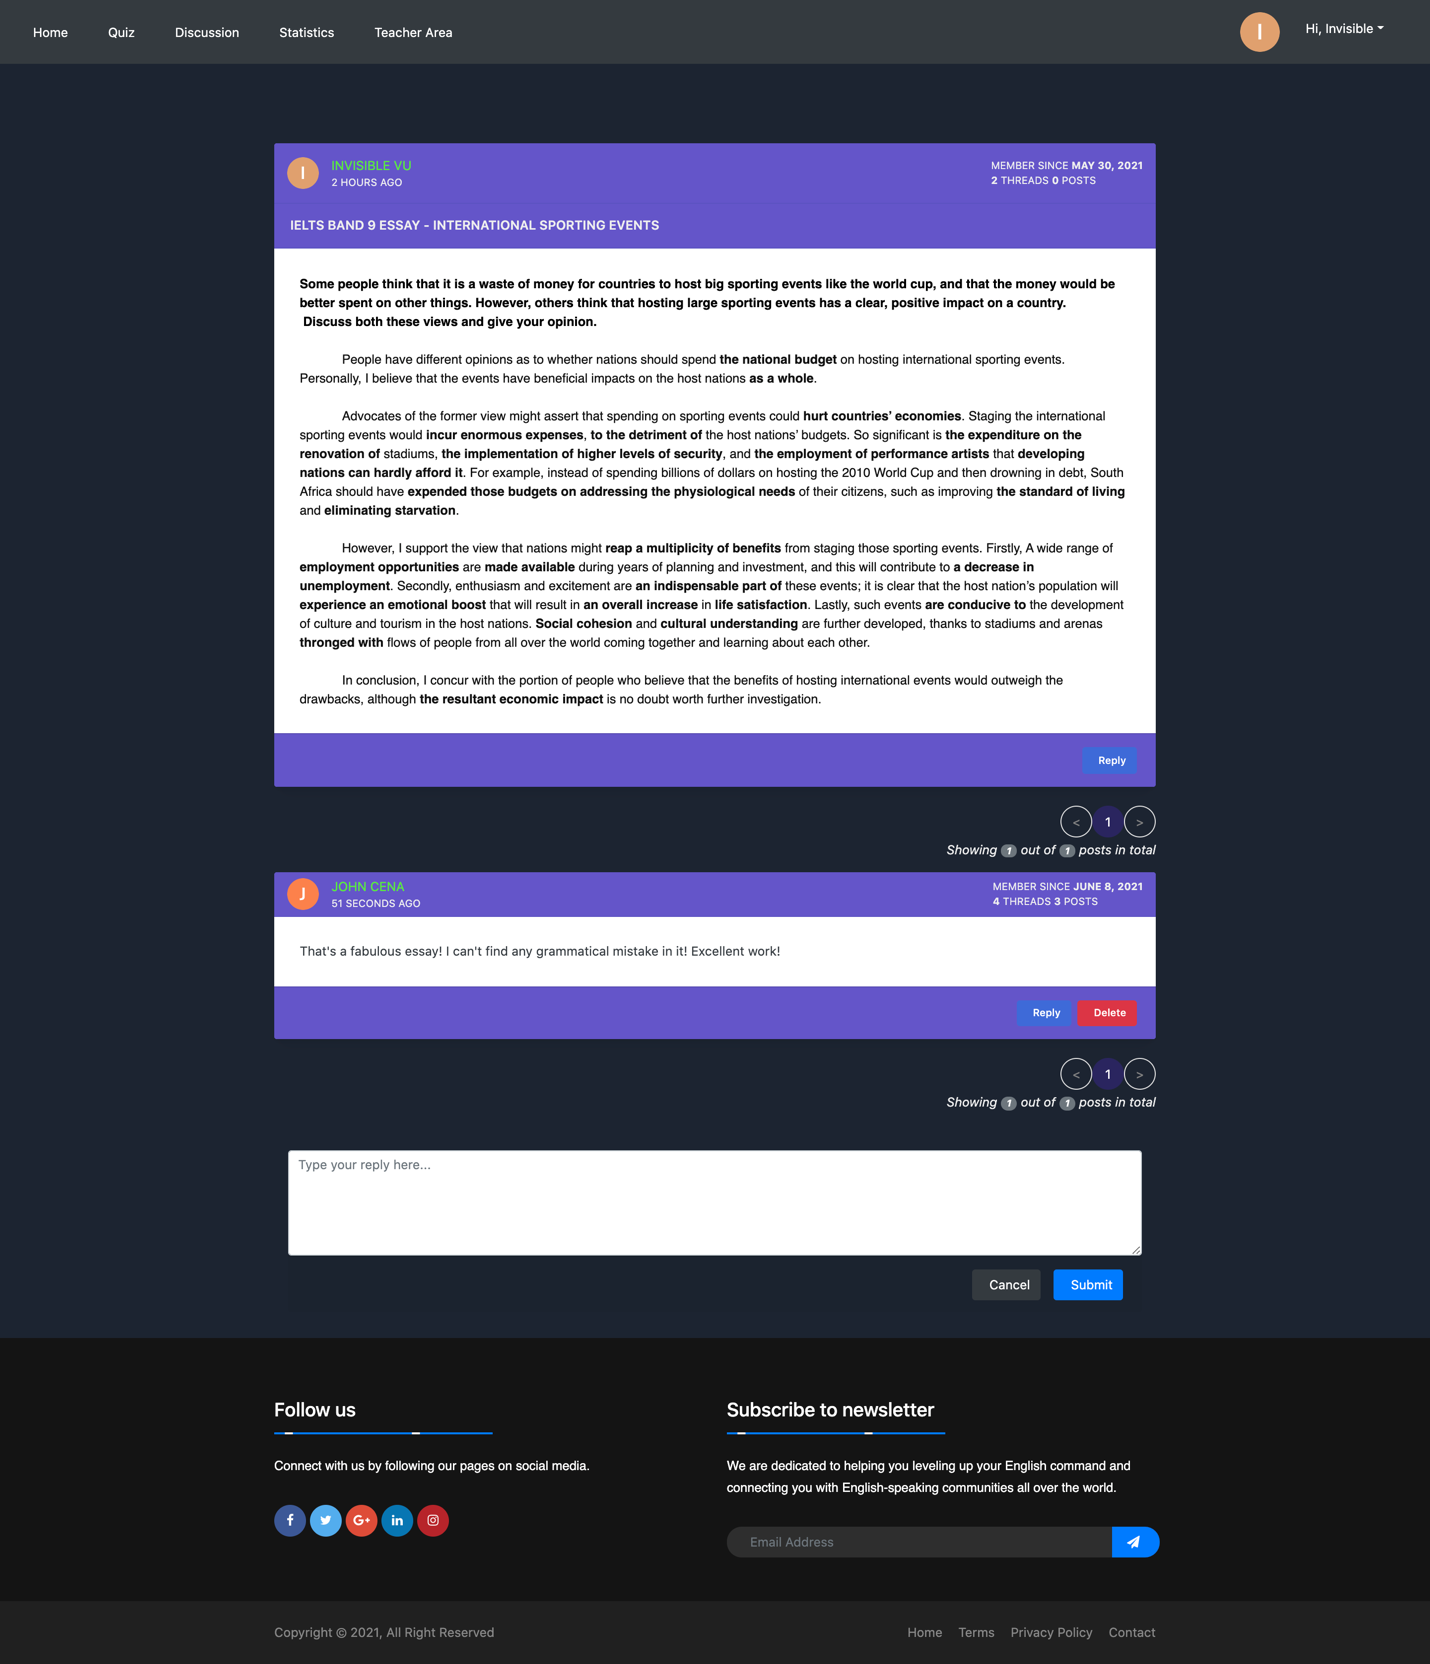 Home Quiz Discussion Statistics Teacher Area I Hi, Invisible
I INVISIBLE VU
2 HOURS AGO
MEMBER SINCE MAY 30, 2021
2 THREADS 0 POSTS
IELTS BAND 9 ESSAY - INTERNATIONAL SPORTING EVENTS
Some people think that it is a waste of money for countries to host big sporting events like the world cup, and that the money would be
better spent on other things. However, others think that hosting large sporting events has a clear, positive impact on a country.
Discuss both these views and give your opinion.
People have different opinions as to whether nations should spend the national budget on hosting international sporting events.
Personally, I believe that the events have beneficial impacts on the host nations as a whole.
Advocates of the former view might assert that spending on sporting events could hurt countries’ economies. Staging the international
sporting events would incur enormous expenses, to the detriment of the host nations’ budgets. So significant is the expenditure on the
renovation of stadiums, the implementation of higher levels of security, and the employment of performance artists that developing
nations can hardly afford it. For example, instead of spending billions of dollars on hosting the 2010 World Cup and then drowning in debt, South
Africa should have expended those budgets on addressing the physiological needs of their citizens, such as improving the standard of living
and eliminating starvation.
However, I support the view that nations might reap a multiplicity of benefits from staging those sporting events. Firstly, A wide range of
employment opportunities are made available during years of planning and investment, and this will contribute to a decrease in
unemployment. Secondly, enthusiasm and excitement are an indispensable part of these events; it is clear that the host nation’s population will
experience an emotional boost that will result in an overall increase in life satisfaction. Lastly, such events are conducive to the development
of culture and tourism in the host nations. Social cohesion and cultural understanding are further developed, thanks to stadiums and arenas
thronged with flows of people from all over the world coming together and learning about each other.
In conclusion, I concur with the portion of people who believe that the benefits of hosting international events would outweigh the
drawbacks, although the resultant economic impact is no doubt worth further investigation.
Reply
< 1 >
Showing 1 out of 1 posts in total
J JOHN CENA
51 SECONDS AGO
MEMBER SINCE JUNE 8, 2021
4 THREADS 3 POSTS
That's a fabulous essay! I can't find any grammatical mistake in it! Excellent work!
Reply Delete
< 1 >
Showing 1 out of 1 posts in total
Type your reply here...
Cancel Submit
Follow us
Connect with us by following our pages on social media.
f G+ in
Subscribe to newsletter
We are dedicated to helping you leveling up your English command and
connecting you with English-speaking communities all over the world.
Email Address
Copyright © 2021, All Right Reserved
Home Terms Privacy Policy Contact